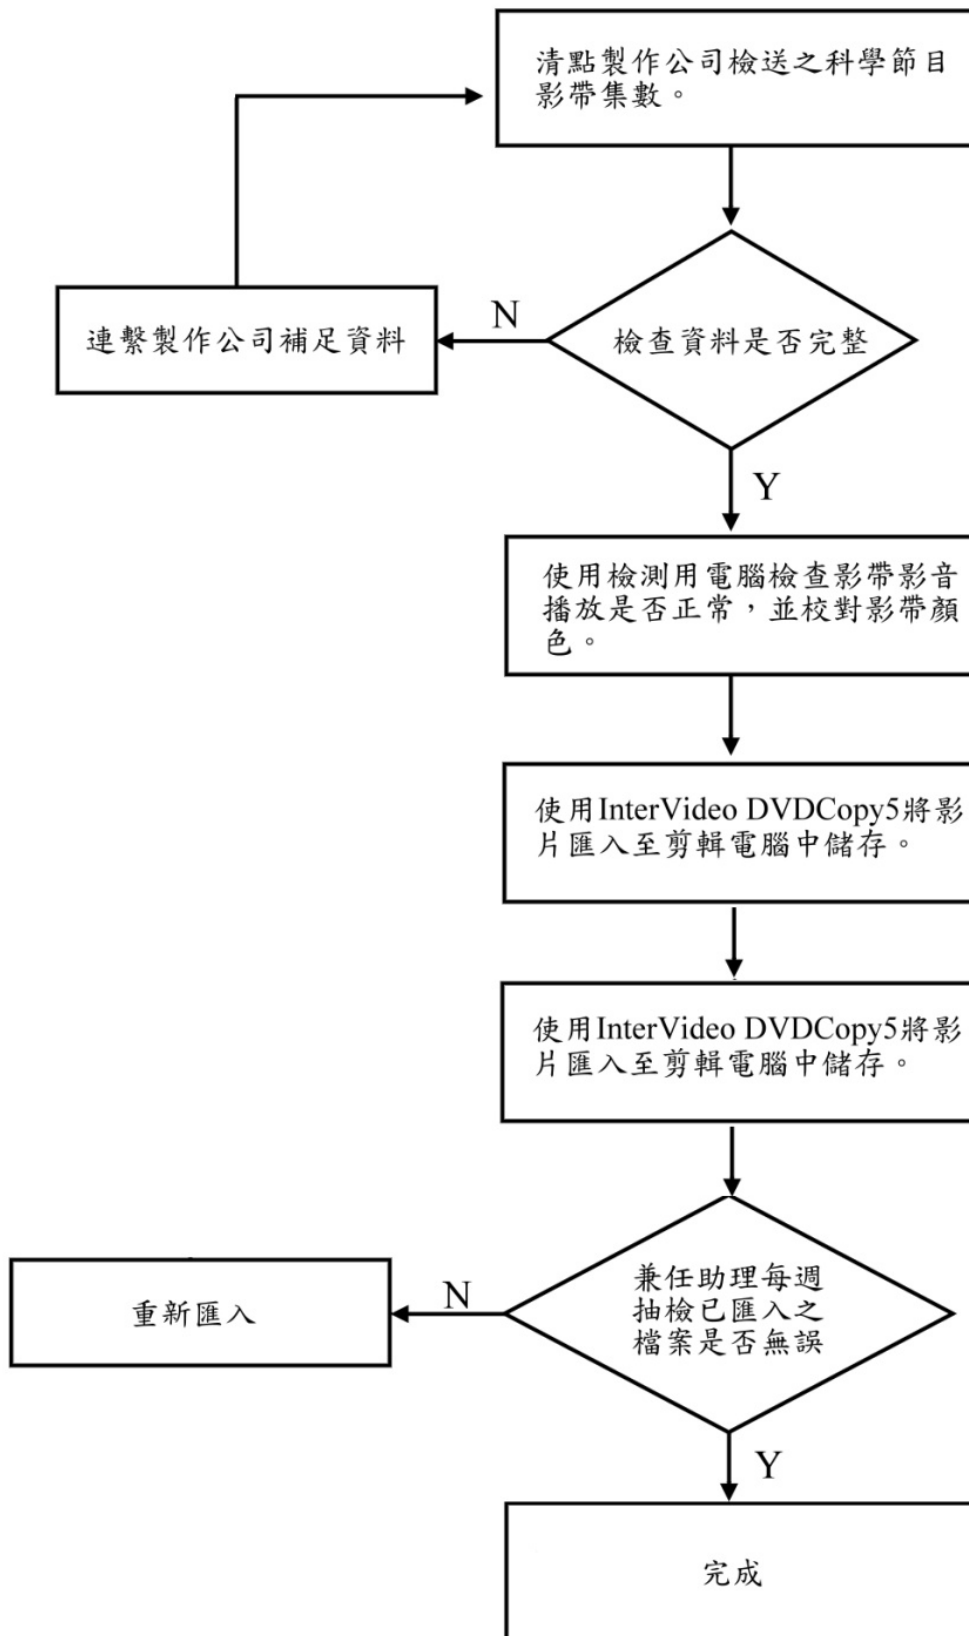 清點製作公司檢送之科學節目
影帶集數。
N
連繫製作公司補足資料
檢查資料是否完整
Y
使用檢測用電腦檢查影帶影音
播放是否正常，並校對影帶顏
色。
使用InterVideo DVDCopy5將影
片匯入至剪輯電腦中儲存。
使用InterVideo DVDCopy5將影
片匯入至剪輯電腦中儲存。
兼任助理每週
抽檢已匯入之
檔案是否無誤
N
重新匯入
Y
完成